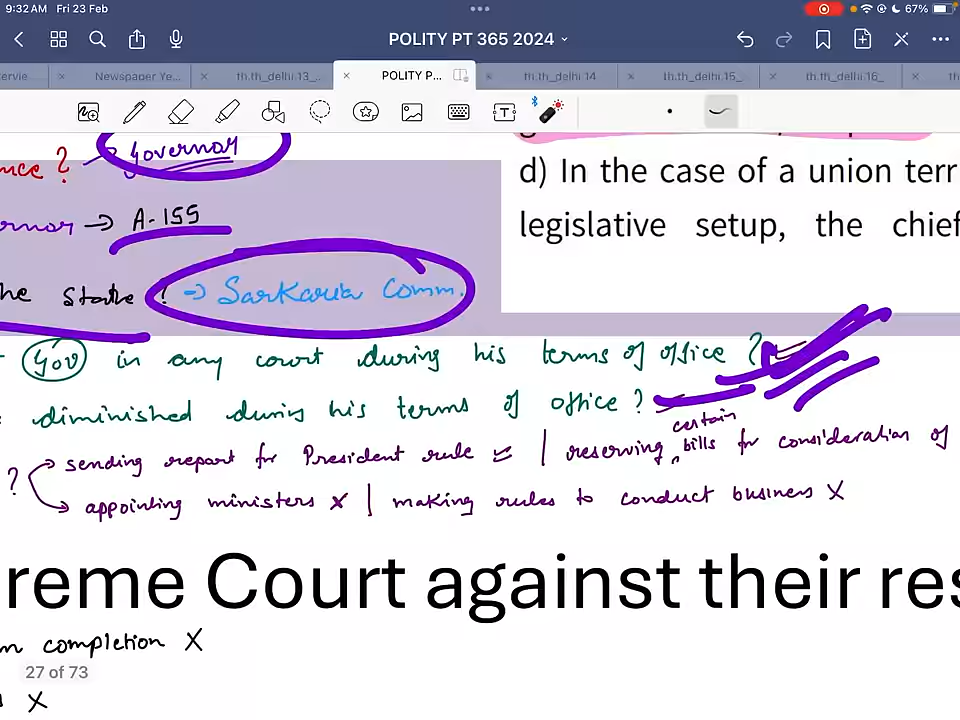 9:32 AM Fri 23 Feb
67%
POLITY PT 365 2024
Newspaper Ye...
th.th_delhi.13_...
POLITY P...
th.th_delhi.14
th.th_delhi.15_
th.th_delhi.16_
nce ? → Governor
rnor → A-155
he State ? → Sarkaria Comm.
d) In the case of a union terr
legislative setup, the chief
Gov in any court during his terms of office ?
diminished during his terms of office ?
? → sending report for President rule ✓ | reserving certain bills for consideration of
→ appointing ministers X | making rules to conduct business X
reme Court against their res
m completion X
27 of 73
X